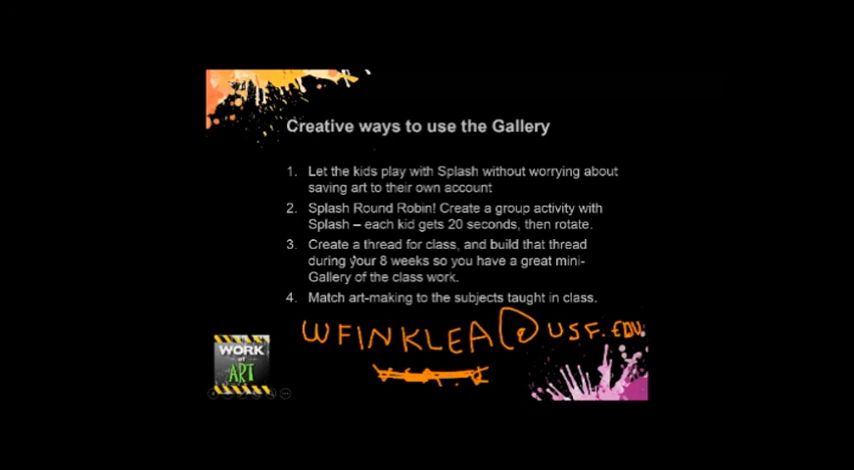 Creative ways to use the Gallery
1. Let the kids play with Splash without worrying about
saving art to their own account
2. Splash Round Robin! Create a group activity with
Splash – each kid gets 20 seconds, then rotate.
3. Create a thread for class, and build that thread
during your 8 weeks so you have a great mini-
Gallery of the class work.
4. Match art-making to the subjects taught in class.
WFINKLEA@USF.EDU
WORK
at
ART